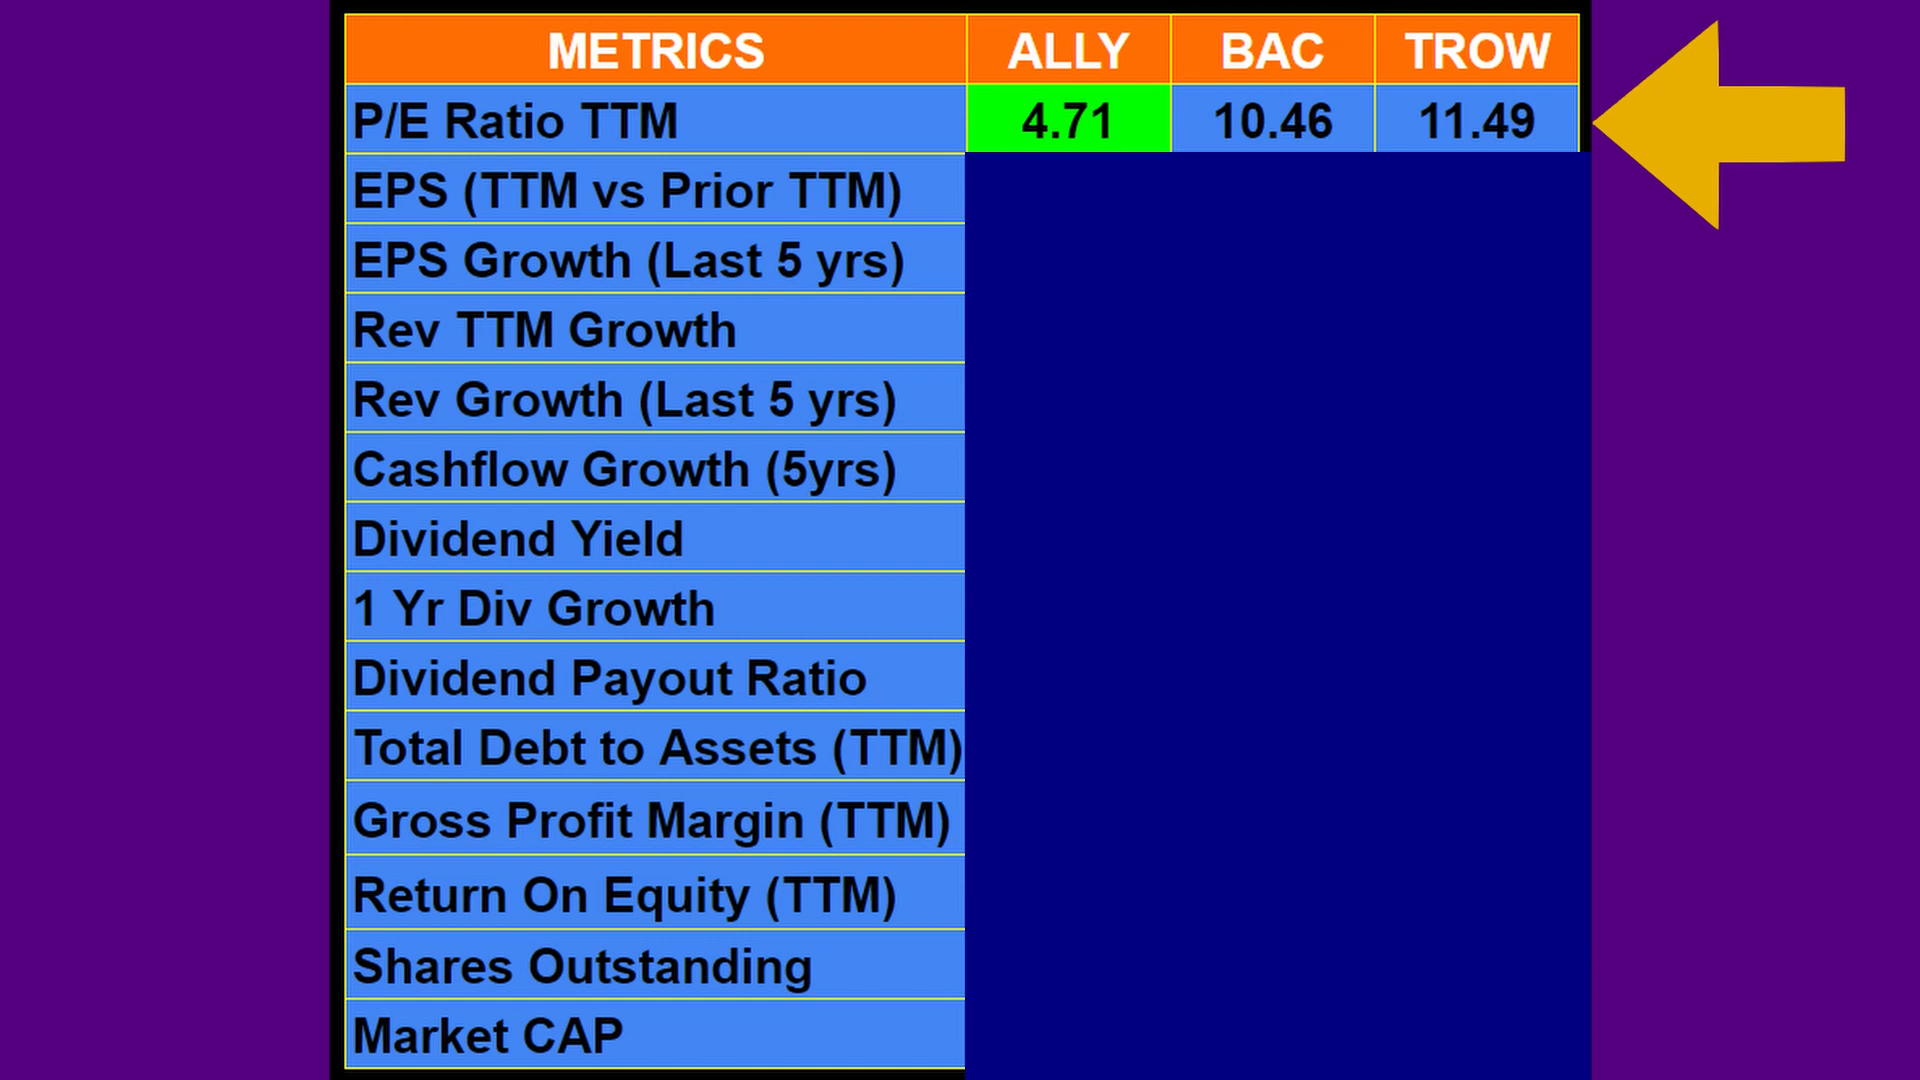 METRICS ALLY BAC TROW
P/E Ratio TTM 4.71 10.46 11.49
EPS (TTM vs Prior TTM)
EPS Growth (Last 5 yrs)
Rev TTM Growth
Rev Growth (Last 5 yrs)
Cashflow Growth (5yrs)
Dividend Yield
1 Yr Div Growth
Dividend Payout Ratio
Total Debt to Assets (TTM)
Gross Profit Margin (TTM)
Return On Equity (TTM)
Shares Outstanding
Market CAP